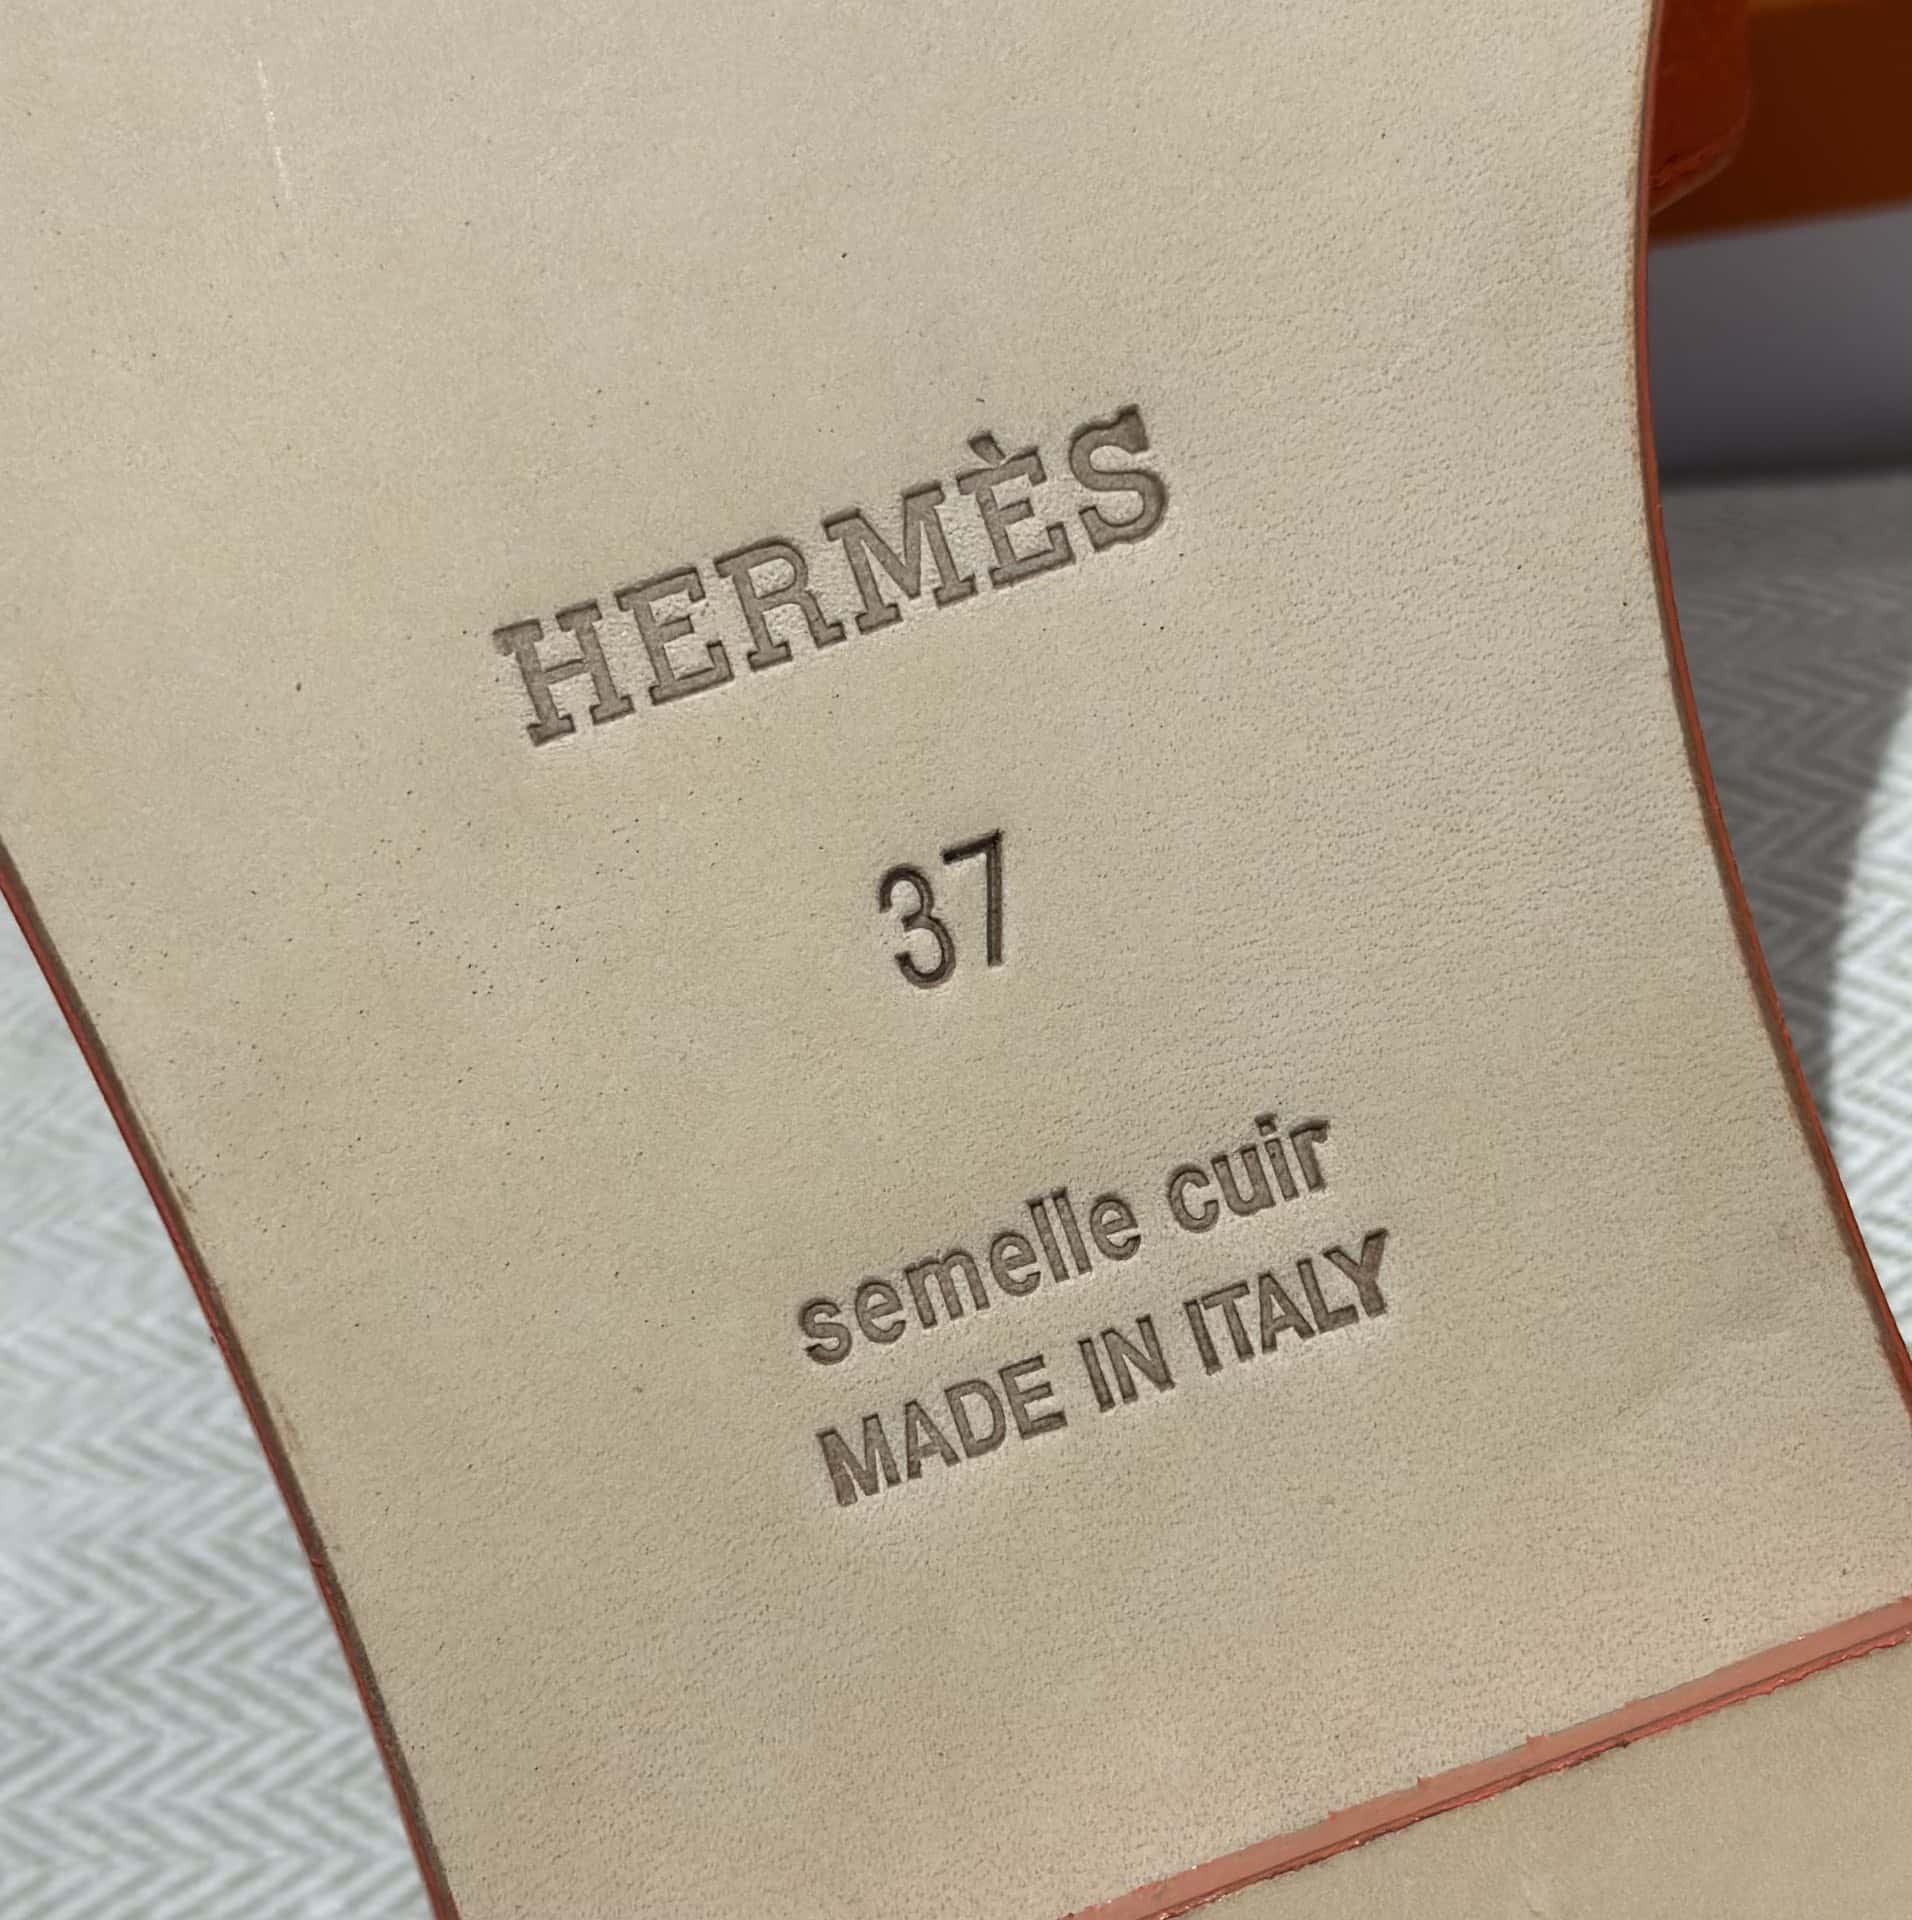 HERMÈS
37
semelle cuir
MADE IN ITALY